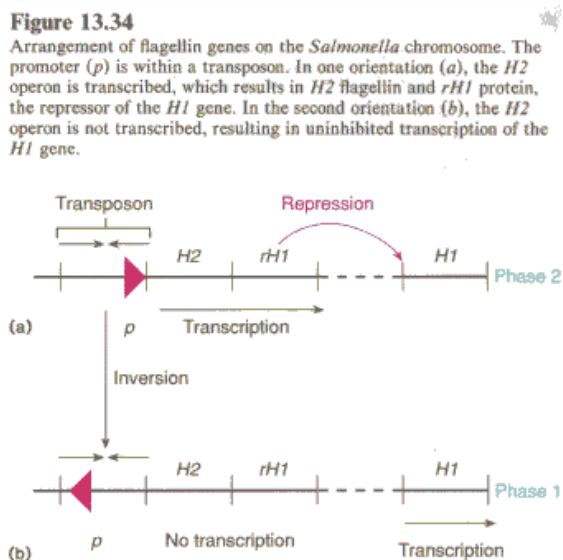 Figure 13.34
Arrangement of flagellin genes on the Salmonella chromosome. The
promoter (p) is within a transposon. In one orientation (a), the H2
operon is transcribed, which results in H2 flagellin and rH1 protein,
the repressor of the H1 gene. In the second orientation (b), the H2
operon is not transcribed, resulting in uninhibited transcription of the
H1 gene.
Transposon Repression
H2 rH1 H1
Phase 2
(a) p Transcription
Inversion
H2 rH1 H1
Phase 1
p No transcription
(b) Transcription